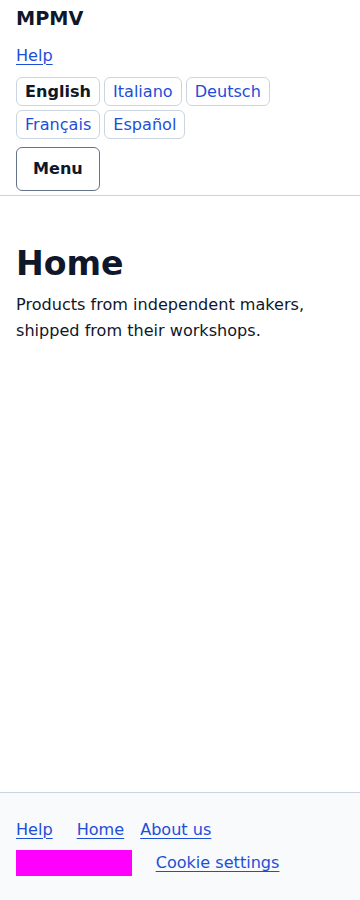 MPMV
Help
English Italiano Deutsch
Français Español
Menu
Home
Products from independent makers,
shipped from their workshops.
Help Home About us
Cookie settings